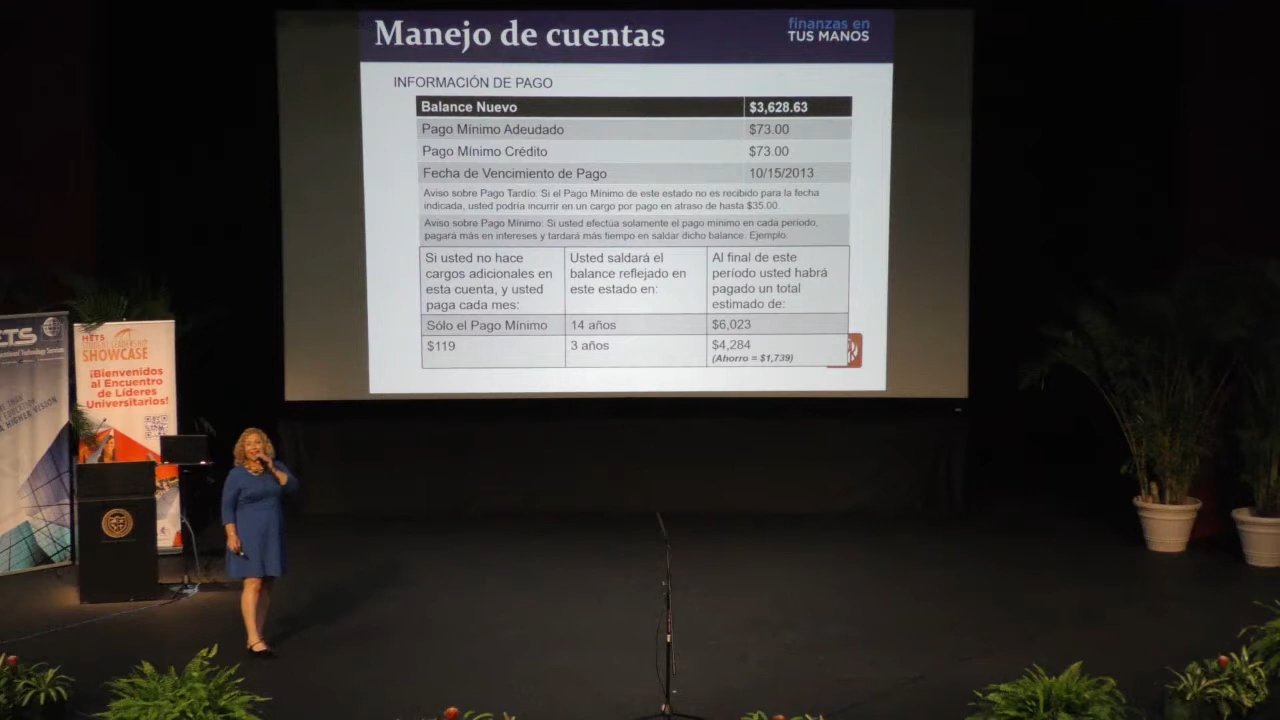 Manejo de cuentas
finanzas en
TUS MANOS
INFORMACIÓN DE PAGO
Balance Nuevo $3,628.63
Pago Mínimo Adeudado $73.00
Pago Mínimo Crédito $73.00
Fecha de Vencimiento de Pago 10/15/2013
Aviso sobre Pago Tardío: Si el Pago Mínimo de este estado no es recibido para la fecha
indicada, usted podría incurrir en un cargo por pago en atraso de hasta $35.00.
Aviso sobre Pago Mínimo: Si usted efectúa solamente el pago mínimo en cada período,
pagará más en intereses y tardará más tiempo en saldar dicho balance. Ejemplo:
Si usted no hace
cargos adicionales en
esta cuenta, y usted
paga cada mes:
Usted saldará el
balance reflejado en
este estado en:
Al final de este
período usted habrá
pagado un total
estimado de:
Sólo el Pago Mínimo 14 años $6,023
$119 3 años $4,284
(Ahorro = $1,739)
ETS
HETS
SHOWCASE
¡Bienvenidos
al Encuentro
de Líderes
Universitarios!
HIGHER VISION